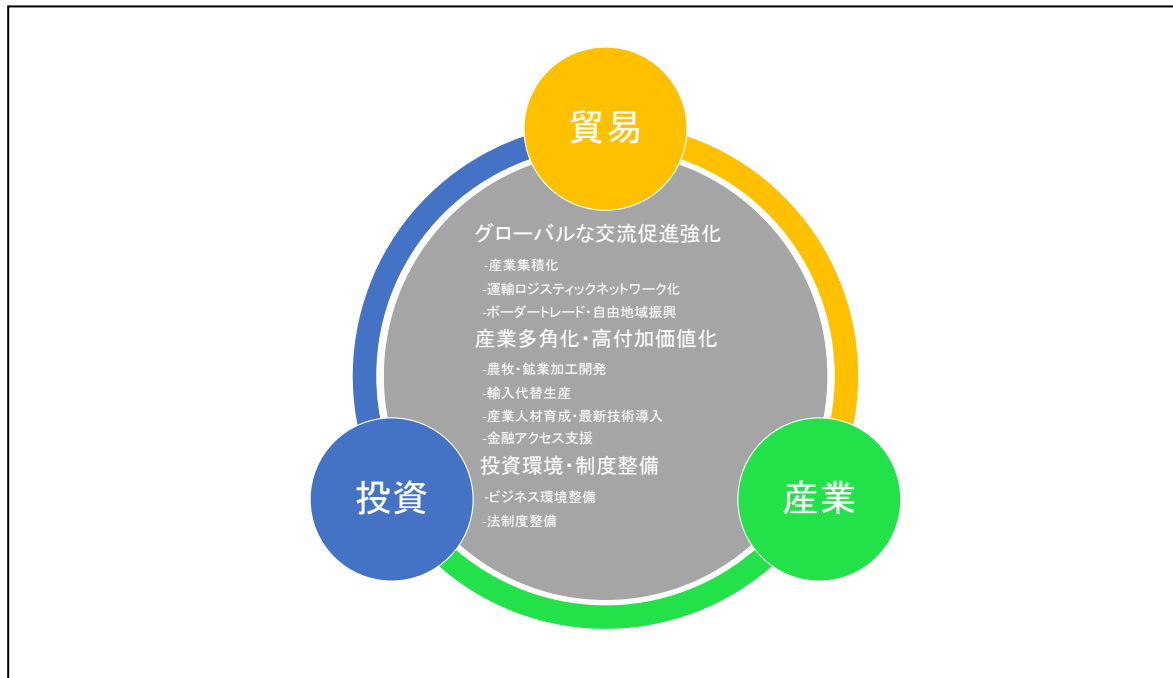 貿易
グローバルな交流促進強化
-産業集積化
-運輸ロジスティックネットワーク化
-ボーダートレード・自由地域振興
産業多角化・高付加価値化
-農牧・鉱業加工開発
-輸入代替生産
-産業人材育成・最新技術導入
-金融アクセス支援
投資環境・制度整備
-ビジネス環境整備
-法制度整備
投資
産業